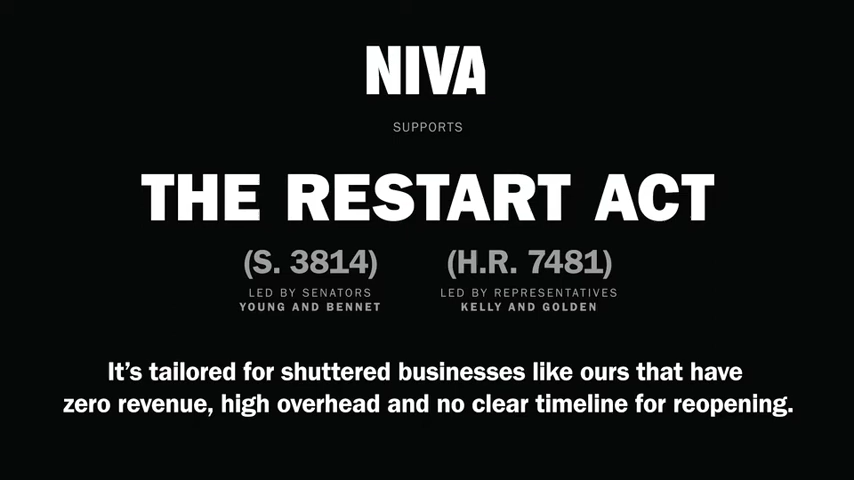 NIVA
SUPPORTS
THE RESTART ACT
(S. 3814) (H.R. 7481)
LED BY SENATORS LED BY REPRESENTATIVES
YOUNG AND BENNET KELLY AND GOLDEN
It’s tailored for shuttered businesses like ours that have
zero revenue, high overhead and no clear timeline for reopening.